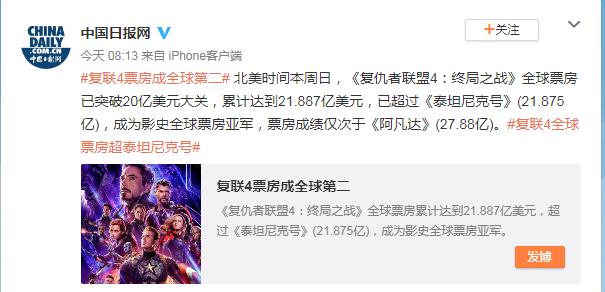 CHINA
DAILY
.COM.CN
中国日报网
中国日报网
+关注
今天 08:13 来自 iPhone客户端
#复联4票房成全球第二# 北美时间本周日，《复仇者联盟4：终局之战》全球票房
已突破20亿美元大关，累计达到21.887亿美元，已超过《泰坦尼克号》(21.875
亿)，成为影史全球票房亚军，票房成绩仅次于《阿凡达》(27.88亿)。#复联4全球
票房超泰坦尼克号#
复联4票房成全球第二
《复仇者联盟4：终局之战》全球票房累计达到21.887亿美元，超
过《泰坦尼克号》(21.875亿)，成为影史全球票房亚军。
发博